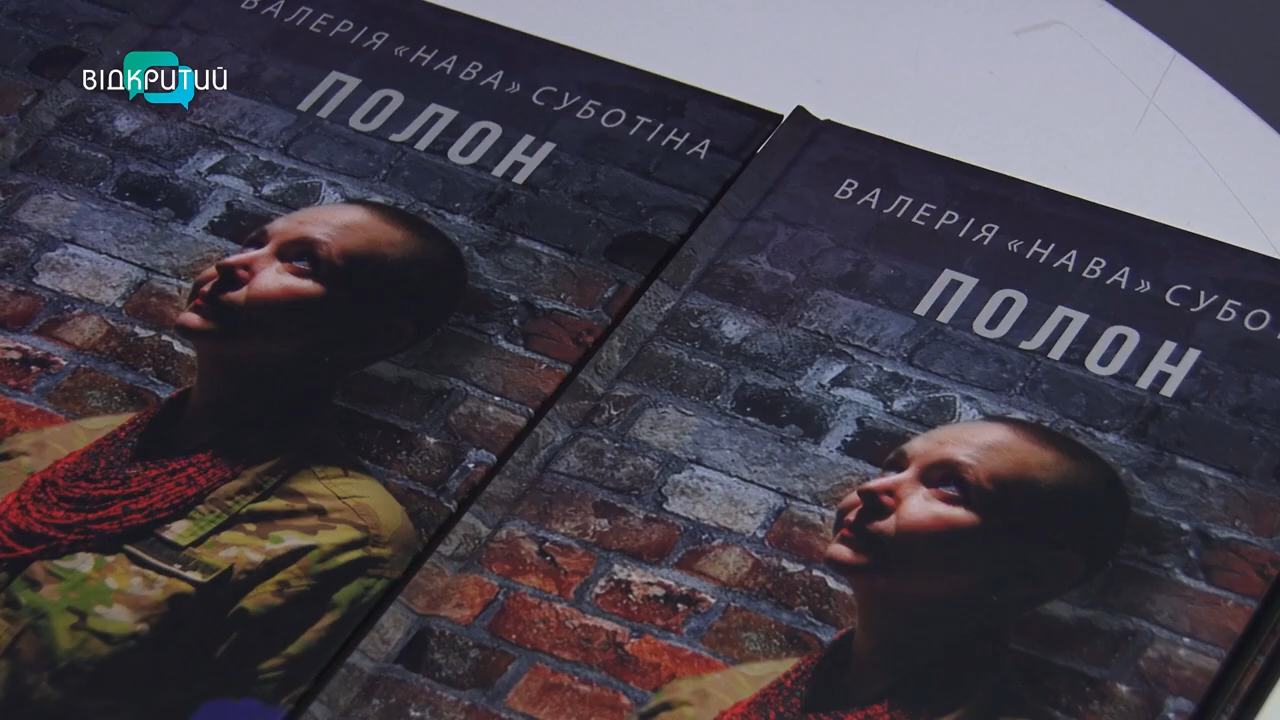 ВІДКРИТИЙ
ВАЛЕРІЯ «НАВА» СУБОТІНА
ПОЛОН
ВАЛЕРІЯ «НАВА» СУБО
ПОЛОН